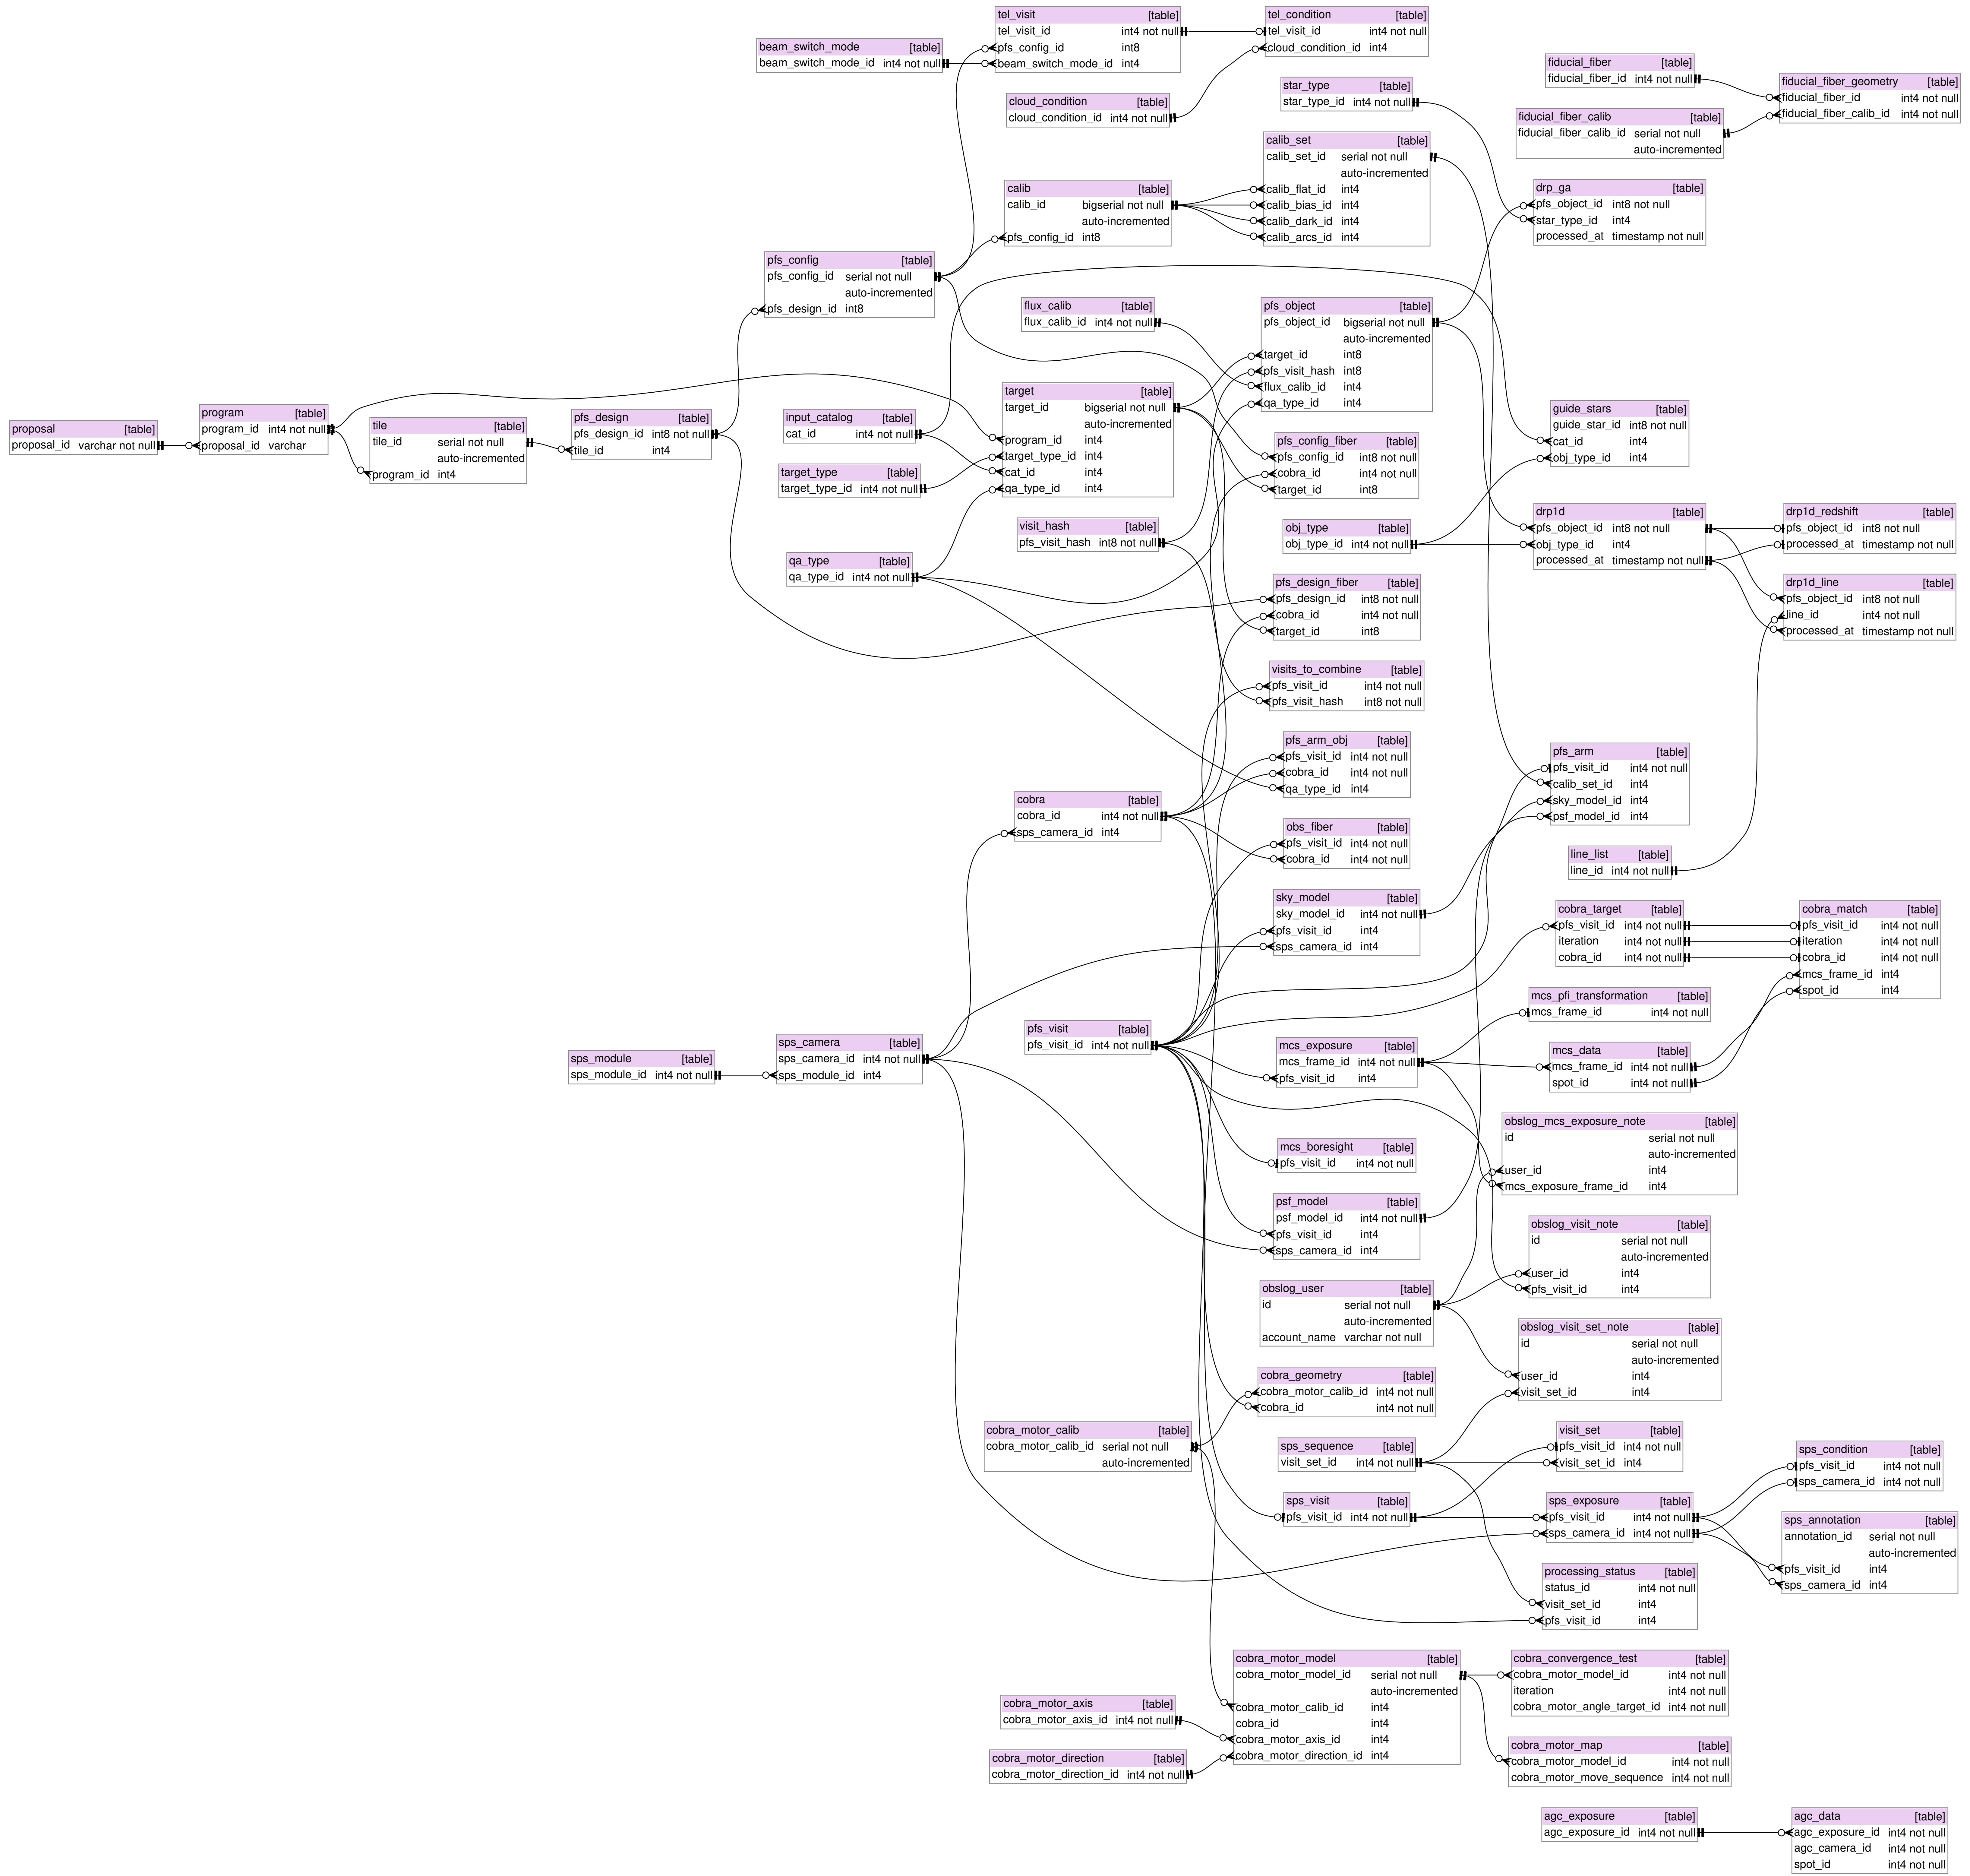 tel_visit [table]
tel_visit_id int4 not null
pfs_config_id int8
beam_switch_mode_id int4
tel_condition [table]
tel_visit_id int4 not null
cloud_condition_id int4
beam_switch_mode [table]
beam_switch_mode_id int4 not null
fiducial_fiber [table]
fiducial_fiber_id int4 not null
fiducial_fiber_geometry [table]
fiducial_fiber_id int4 not null
fiducial_fiber_calib_id int4 not null
star_type [table]
star_type_id int4 not null
cloud_condition [table]
cloud_condition_id int4 not null
fiducial_fiber_calib [table]
fiducial_fiber_calib_id serial not null
auto-incremented
calib_set [table]
calib_set_id serial not null
auto-incremented
calib_flat_id int4
calib_bias_id int4
calib_dark_id int4
calib_arcs_id int4
calib [table]
calib_id bigserial not null
auto-incremented
pfs_config_id int8
drp_ga [table]
pfs_object_id int8 not null
star_type_id int4
processed_at timestamp not null
pfs_config [table]
pfs_config_id serial not null
auto-incremented
pfs_design_id int8
flux_calib [table]
flux_calib_id int4 not null
pfs_object [table]
pfs_object_id bigserial not null
auto-incremented
target_id int8
pfs_visit_hash int8
flux_calib_id int4
qa_type_id int4
target [table]
target_id bigserial not null
auto-incremented
program_id int4
target_type_id int4
cat_id int4
qa_type_id int4
proposal [table]
proposal_id varchar not null
program [table]
program_id int4 not null
proposal_id varchar
tile [table]
tile_id serial not null
auto-incremented
program_id int4
pfs_design [table]
pfs_design_id int8 not null
tile_id int4
input_catalog [table]
cat_id int4 not null
guide_stars [table]
guide_star_id int8 not null
cat_id int4
obj_type_id int4
pfs_config_fiber [table]
pfs_config_id int8 not null
cobra_id int4 not null
target_id int8
target_type [table]
target_type_id int4 not null
visit_hash [table]
pfs_visit_hash int8 not null
obj_type [table]
obj_type_id int4 not null
drp1d [table]
pfs_object_id int8 not null
obj_type_id int4
processed_at timestamp not null
drp1d_redshift [table]
pfs_object_id int8 not null
processed_at timestamp not null
qa_type [table]
qa_type_id int4 not null
pfs_design_fiber [table]
pfs_design_id int8 not null
cobra_id int4 not null
target_id int8
drp1d_line [table]
pfs_object_id int8 not null
line_id int4 not null
processed_at timestamp not null
visits_to_combine [table]
pfs_visit_id int4 not null
pfs_visit_hash int8 not null
pfs_arm_obj [table]
pfs_visit_id int4 not null
cobra_id int4 not null
qa_type_id int4
pfs_arm [table]
pfs_visit_id int4 not null
calib_set_id int4
sky_model_id int4
psf_model_id int4
cobra [table]
cobra_id int4 not null
sps_camera_id int4
obs_fiber [table]
pfs_visit_id int4 not null
cobra_id int4 not null
line_list [table]
line_id int4 not null
sky_model [table]
sky_model_id int4 not null
pfs_visit_id int4
sps_camera_id int4
cobra_target [table]
pfs_visit_id int4 not null
iteration int4 not null
cobra_id int4 not null
cobra_match [table]
pfs_visit_id int4 not null
iteration int4 not null
cobra_id int4 not null
mcs_frame_id int4
spot_id int4
mcs_pfi_transformation [table]
mcs_frame_id int4 not null
sps_module [table]
sps_module_id int4 not null
sps_camera [table]
sps_camera_id int4 not null
sps_module_id int4
pfs_visit [table]
pfs_visit_id int4 not null
mcs_exposure [table]
mcs_frame_id int4 not null
pfs_visit_id int4
mcs_data [table]
mcs_frame_id int4 not null
spot_id int4 not null
mcs_boresight [table]
pfs_visit_id int4 not null
obslog_mcs_exposure_note [table]
id serial not null
auto-incremented
user_id int4
mcs_exposure_frame_id int4
psf_model [table]
psf_model_id int4 not null
pfs_visit_id int4
sps_camera_id int4
obslog_visit_note [table]
id serial not null
auto-incremented
user_id int4
pfs_visit_id int4
obslog_user [table]
id serial not null
auto-incremented
account_name varchar not null
obslog_visit_set_note [table]
id serial not null
auto-incremented
user_id int4
visit_set_id int4
cobra_geometry [table]
cobra_motor_calib_id int4 not null
cobra_id int4 not null
cobra_motor_calib [table]
cobra_motor_calib_id serial not null
auto-incremented
sps_sequence [table]
visit_set_id int4 not null
visit_set [table]
pfs_visit_id int4 not null
visit_set_id int4
sps_condition [table]
pfs_visit_id int4 not null
sps_camera_id int4 not null
sps_visit [table]
pfs_visit_id int4 not null
sps_exposure [table]
pfs_visit_id int4 not null
sps_camera_id int4 not null
sps_annotation [table]
annotation_id serial not null
auto-incremented
pfs_visit_id int4
sps_camera_id int4
processing_status [table]
status_id int4 not null
visit_set_id int4
pfs_visit_id int4
cobra_motor_model [table]
cobra_motor_model_id serial not null
auto-incremented
cobra_motor_calib_id int4
cobra_id int4
cobra_motor_axis_id int4
cobra_motor_direction_id int4
cobra_convergence_test [table]
cobra_motor_model_id int4 not null
iteration int4 not null
cobra_motor_angle_target_id int4 not null
cobra_motor_axis [table]
cobra_motor_axis_id int4 not null
cobra_motor_direction [table]
cobra_motor_direction_id int4 not null
cobra_motor_map [table]
cobra_motor_model_id int4 not null
cobra_motor_move_sequence int4 not null
agc_exposure [table]
agc_exposure_id int4 not null
agc_data [table]
agc_exposure_id int4 not null
agc_camera_id int4 not null
spot_id int4 not null